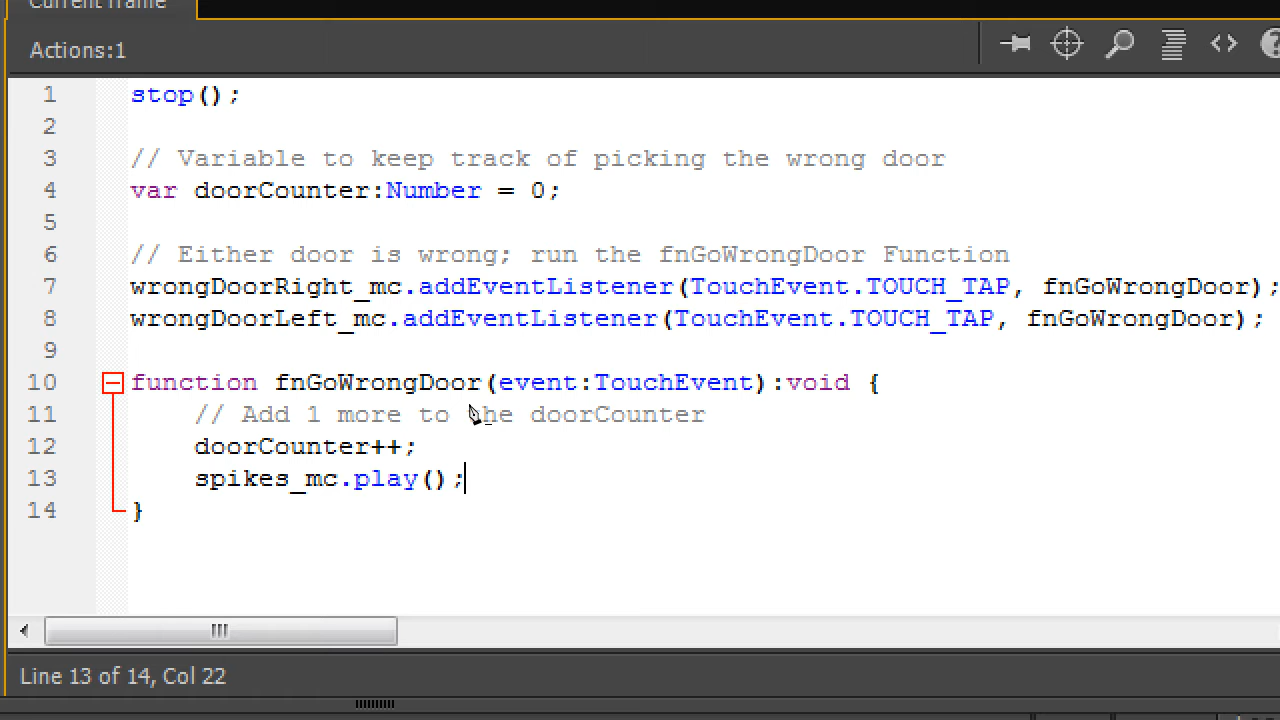 Current frame
Actions:1
1 stop();
2
3 // Variable to keep track of picking the wrong door
4 var doorCounter:Number = 0;
5
6 // Either door is wrong; run the fnGoWrongDoor Function
7 wrongDoorRight_mc.addEventListener(TouchEvent.TOUCH_TAP, fnGoWrongDoor);
8 wrongDoorLeft_mc.addEventListener(TouchEvent.TOUCH_TAP, fnGoWrongDoor);
9
10 function fnGoWrongDoor(event:TouchEvent):void {
11 // Add 1 more to the doorCounter
12 doorCounter++;
13 spikes_mc.play();
14 }
Line 13 of 14, Col 22